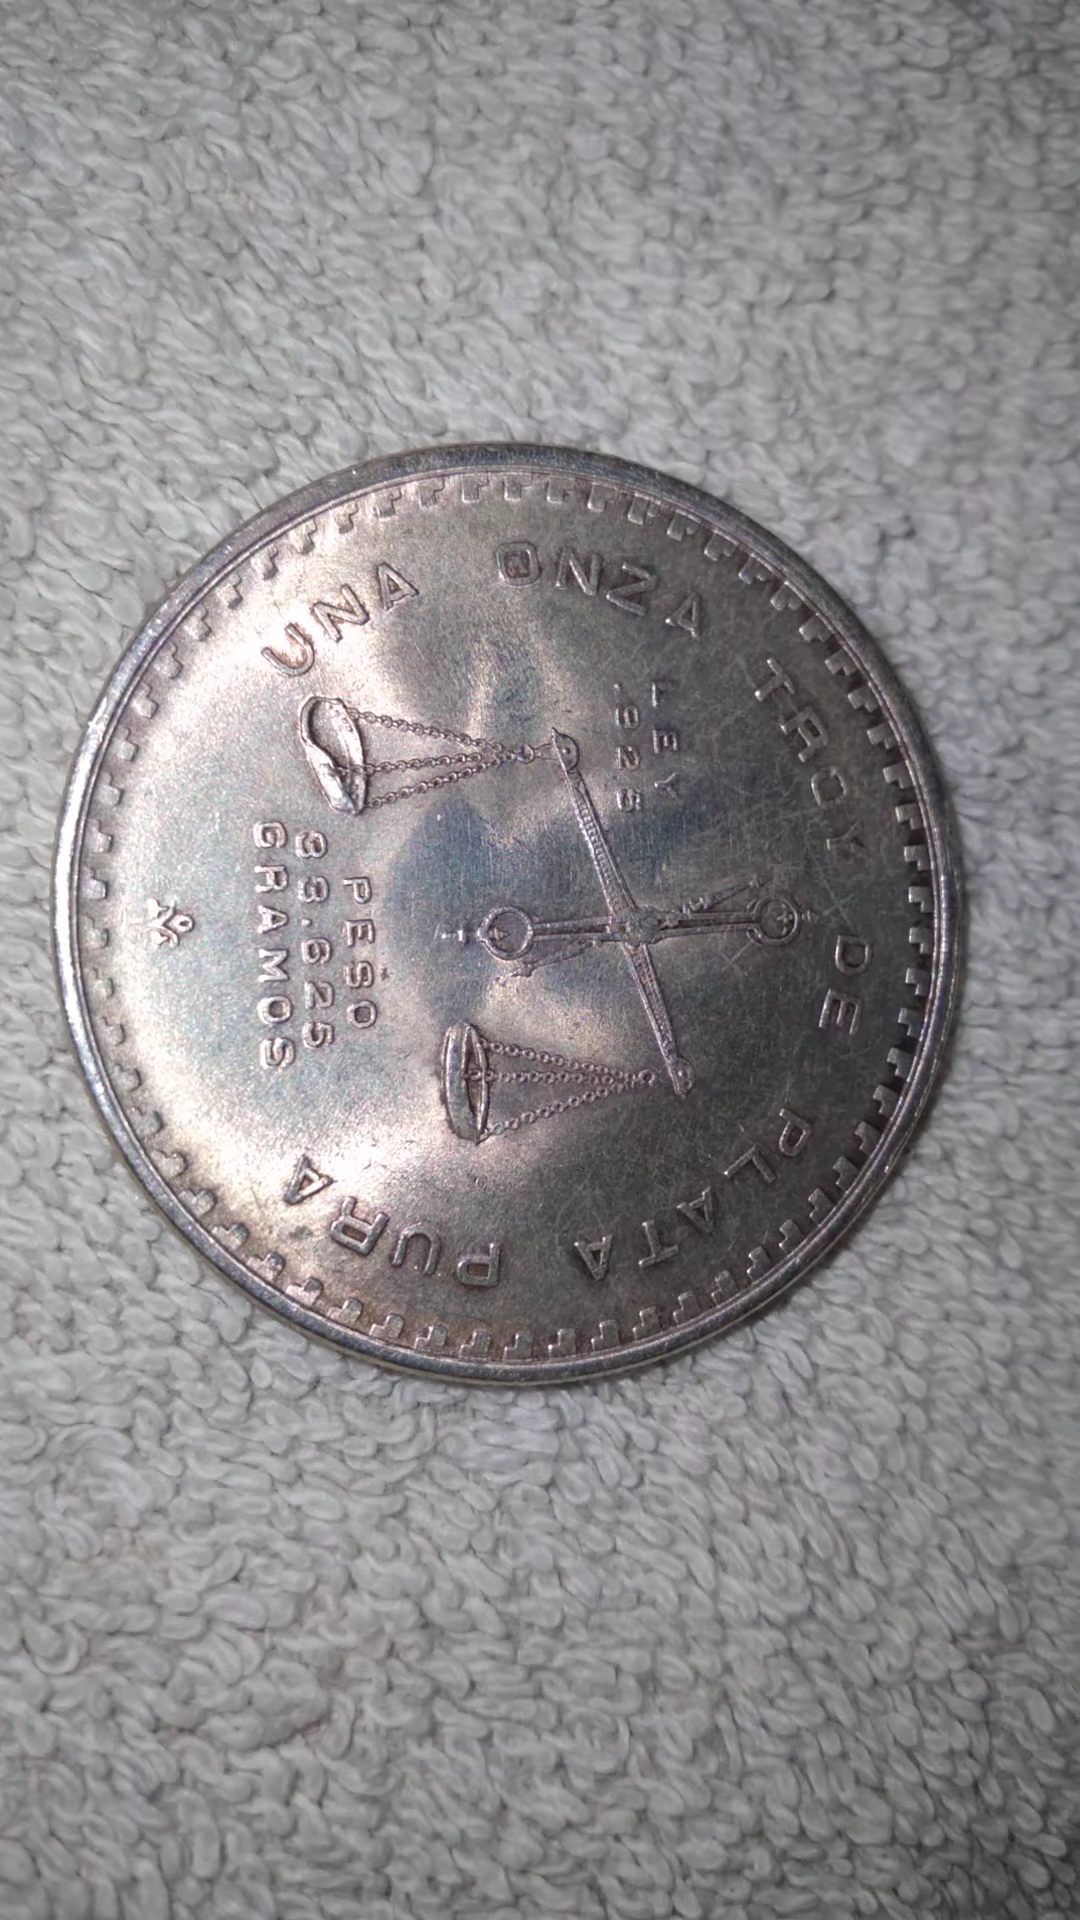 UNA ONZA TROY DE PLATA PURA
LEY
.925
PESO
33.625
GRAMOS